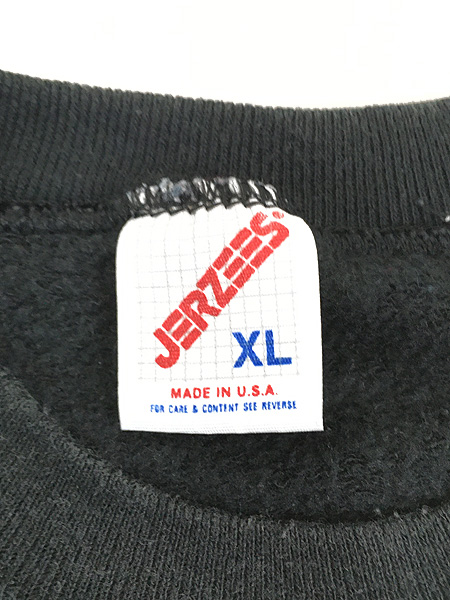 JERZEES
XL
MADE IN U.S.A.
FOR CARE & CONTENT SEE REVERSE